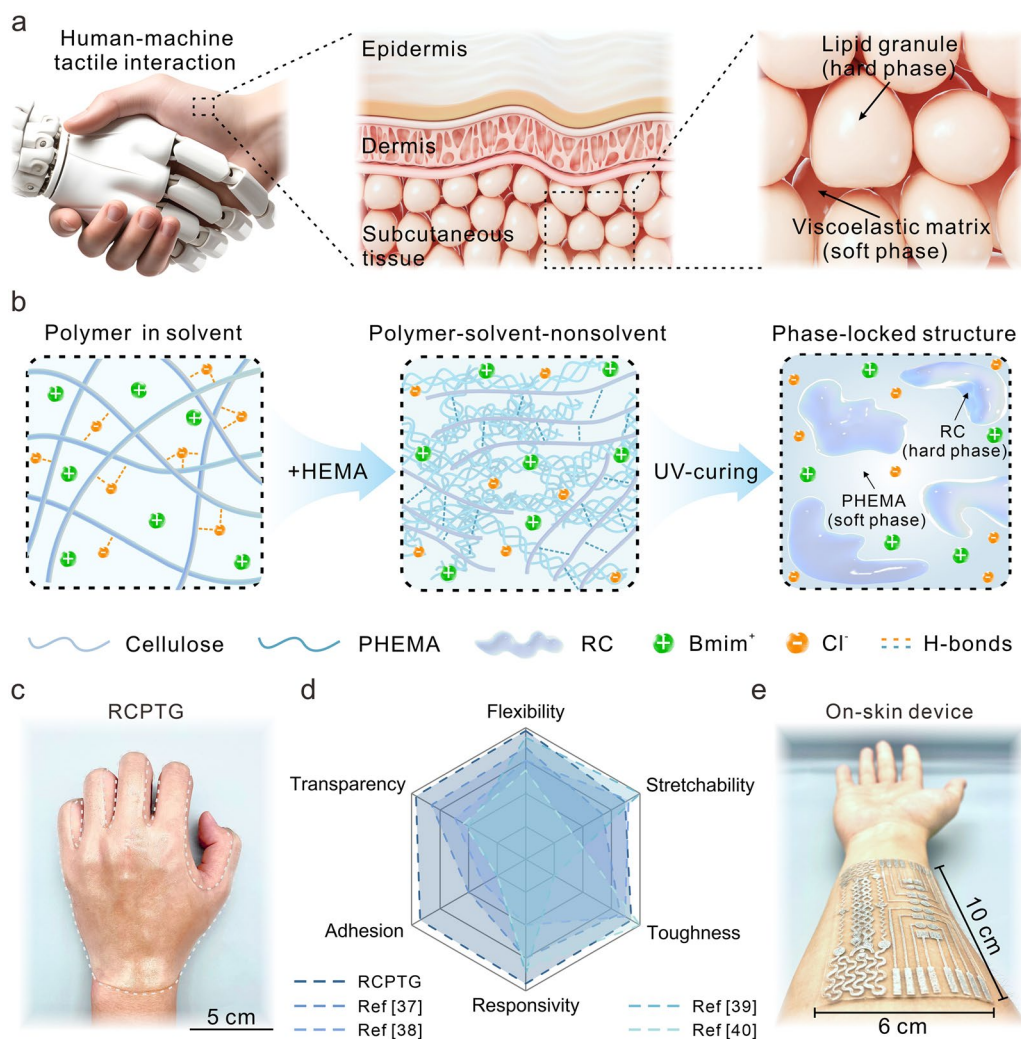 a
Human-machine
tactile interaction
Epidermis
Dermis
Subcutaneous
tissue
Lipid granule
(hard phase)
Viscoelastic matrix
(soft phase)
b
Polymer in solvent
Polymer-solvent-nonsolvent
Phase-locked structure
+HEMA
UV-curing
RC
(hard phase)
PHEMA
(soft phase)
Cellulose
PHEMA
RC
Bmim⁺
Cl⁻
H-bonds
c
RCPTG
5 cm
d
Flexibility
Transparency
Stretchability
Adhesion
Toughness
Responsivity
RCPTG
Ref [37]
Ref [38]
Ref [39]
Ref [40]
e
On-skin device
10 cm
6 cm